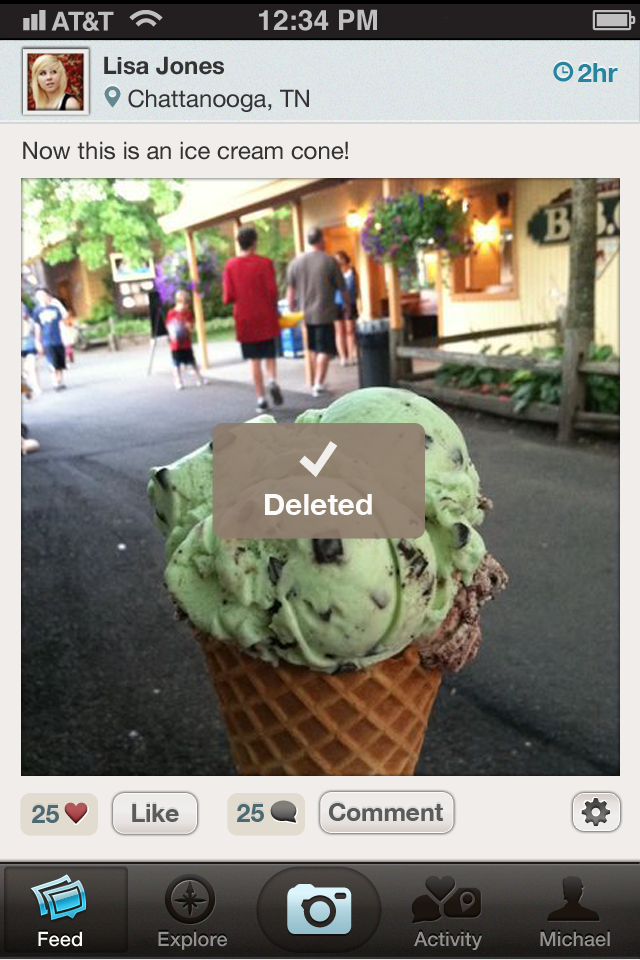 AT&T 12:34 PM
Lisa Jones
2hr
Chattanooga, TN
Now this is an ice cream cone!
Deleted
25 Like 25 Comment
Feed Explore Activity Michael